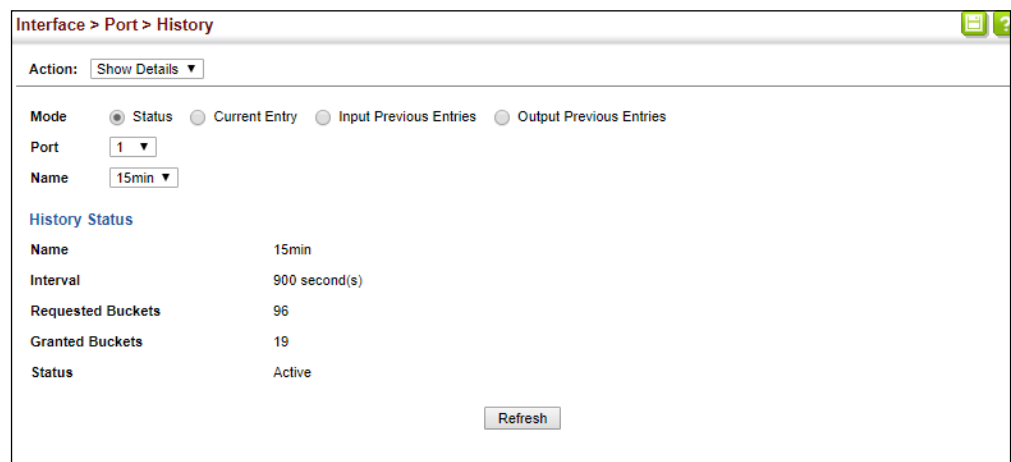 Interface > Port > History
?
Action: Show Details ▼
Mode Status Current Entry Input Previous Entries Output Previous Entries
Port 1 ▼
Name 15min ▼
History Status
Name 15min
Interval 900 second(s)
Requested Buckets 96
Granted Buckets 19
Status Active
Refresh